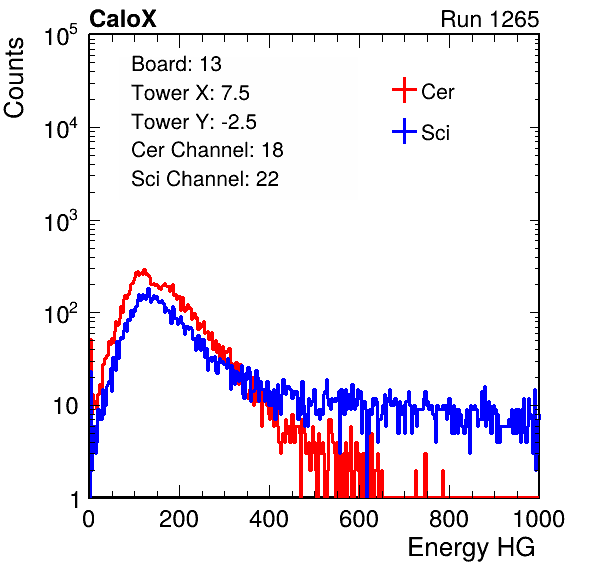 CaloX Run 1265
Counts
10^5
10^4
10^3
10^2
10
1
Board: 13
Tower X: 7.5
Tower Y: -2.5
Cer Channel: 18
Sci Channel: 22
Cer
Sci
0 200 400 600 800 1000
Energy HG